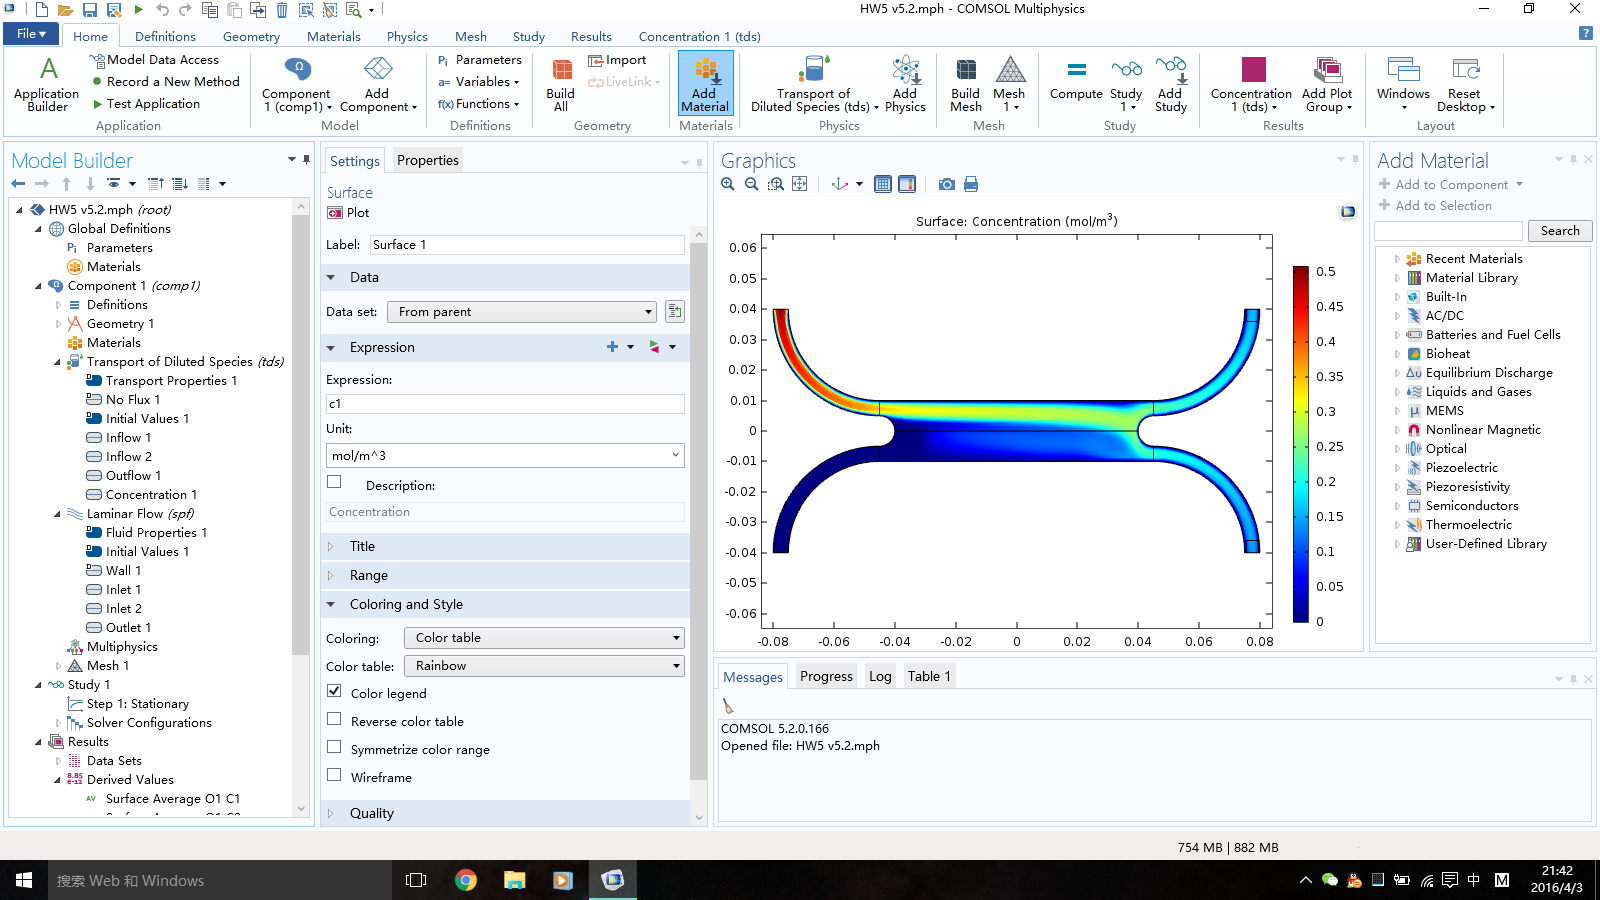 HW5 v5.2.mph - COMSOL Multiphysics
File
Home
Definitions
Geometry
Materials
Physics
Mesh
Study
Results
Concentration 1 (tds)
Application Builder
Model Data Access
Record a New Method
Test Application
Application
Component 1 (comp1)
Add Component
Model
Pi Parameters
a= Variables
f(x) Functions
Definitions
Build All
Import
LiveLink
Geometry
Add Material
Materials
Transport of Diluted Species (tds)
Add Physics
Physics
Build Mesh
Mesh 1
Mesh
Compute
Study 1
Add Study
Study
Concentration 1 (tds)
Add Plot Group
Results
Windows
Reset Desktop
Layout
Model Builder
HW5 v5.2.mph (root)
Global Definitions
Pi Parameters
Materials
Component 1 (comp1)
Definitions
Geometry 1
Materials
Transport of Diluted Species (tds)
Transport Properties 1
No Flux 1
Initial Values 1
Inflow 1
Inflow 2
Outflow 1
Concentration 1
Laminar Flow (spf)
Fluid Properties 1
Initial Values 1
Wall 1
Inlet 1
Inlet 2
Outlet 1
Multiphysics
Mesh 1
Study 1
Step 1: Stationary
Solver Configurations
Results
Data Sets
8.85 e-12 Derived Values
AV Surface Average O1 C1
Settings
Properties
Surface
Plot
Label: Surface 1
Data
Data set: From parent
Expression
Expression:
c1
Unit:
mol/m^3
Description:
Concentration
Title
Range
Coloring and Style
Coloring: Color table
Color table: Rainbow
Color legend
Reverse color table
Symmetrize color range
Wireframe
Quality
Graphics
Surface: Concentration (mol/m³)
0.06
0.05
0.04
0.03
0.02
0.01
0
-0.01
-0.02
-0.03
-0.04
-0.05
-0.06
-0.08 -0.06 -0.04 -0.02 0 0.02 0.04 0.06 0.08
0.5
0.45
0.4
0.35
0.3
0.25
0.2
0.15
0.1
0.05
0
Messages
Progress
Log
Table 1
COMSOL 5.2.0.166
Opened file: HW5 v5.2.mph
Add Material
Add to Component
Add to Selection
Search
Recent Materials
Material Library
Built-In
AC/DC
Batteries and Fuel Cells
Bioheat
Δu Equilibrium Discharge
Liquids and Gases
μ MEMS
Nonlinear Magnetic
Optical
Piezoelectric
Piezoresistivity
Semiconductors
Thermoelectric
User-Defined Library
754 MB | 882 MB
搜索 Web 和 Windows
中
M
21:42
2016/4/3